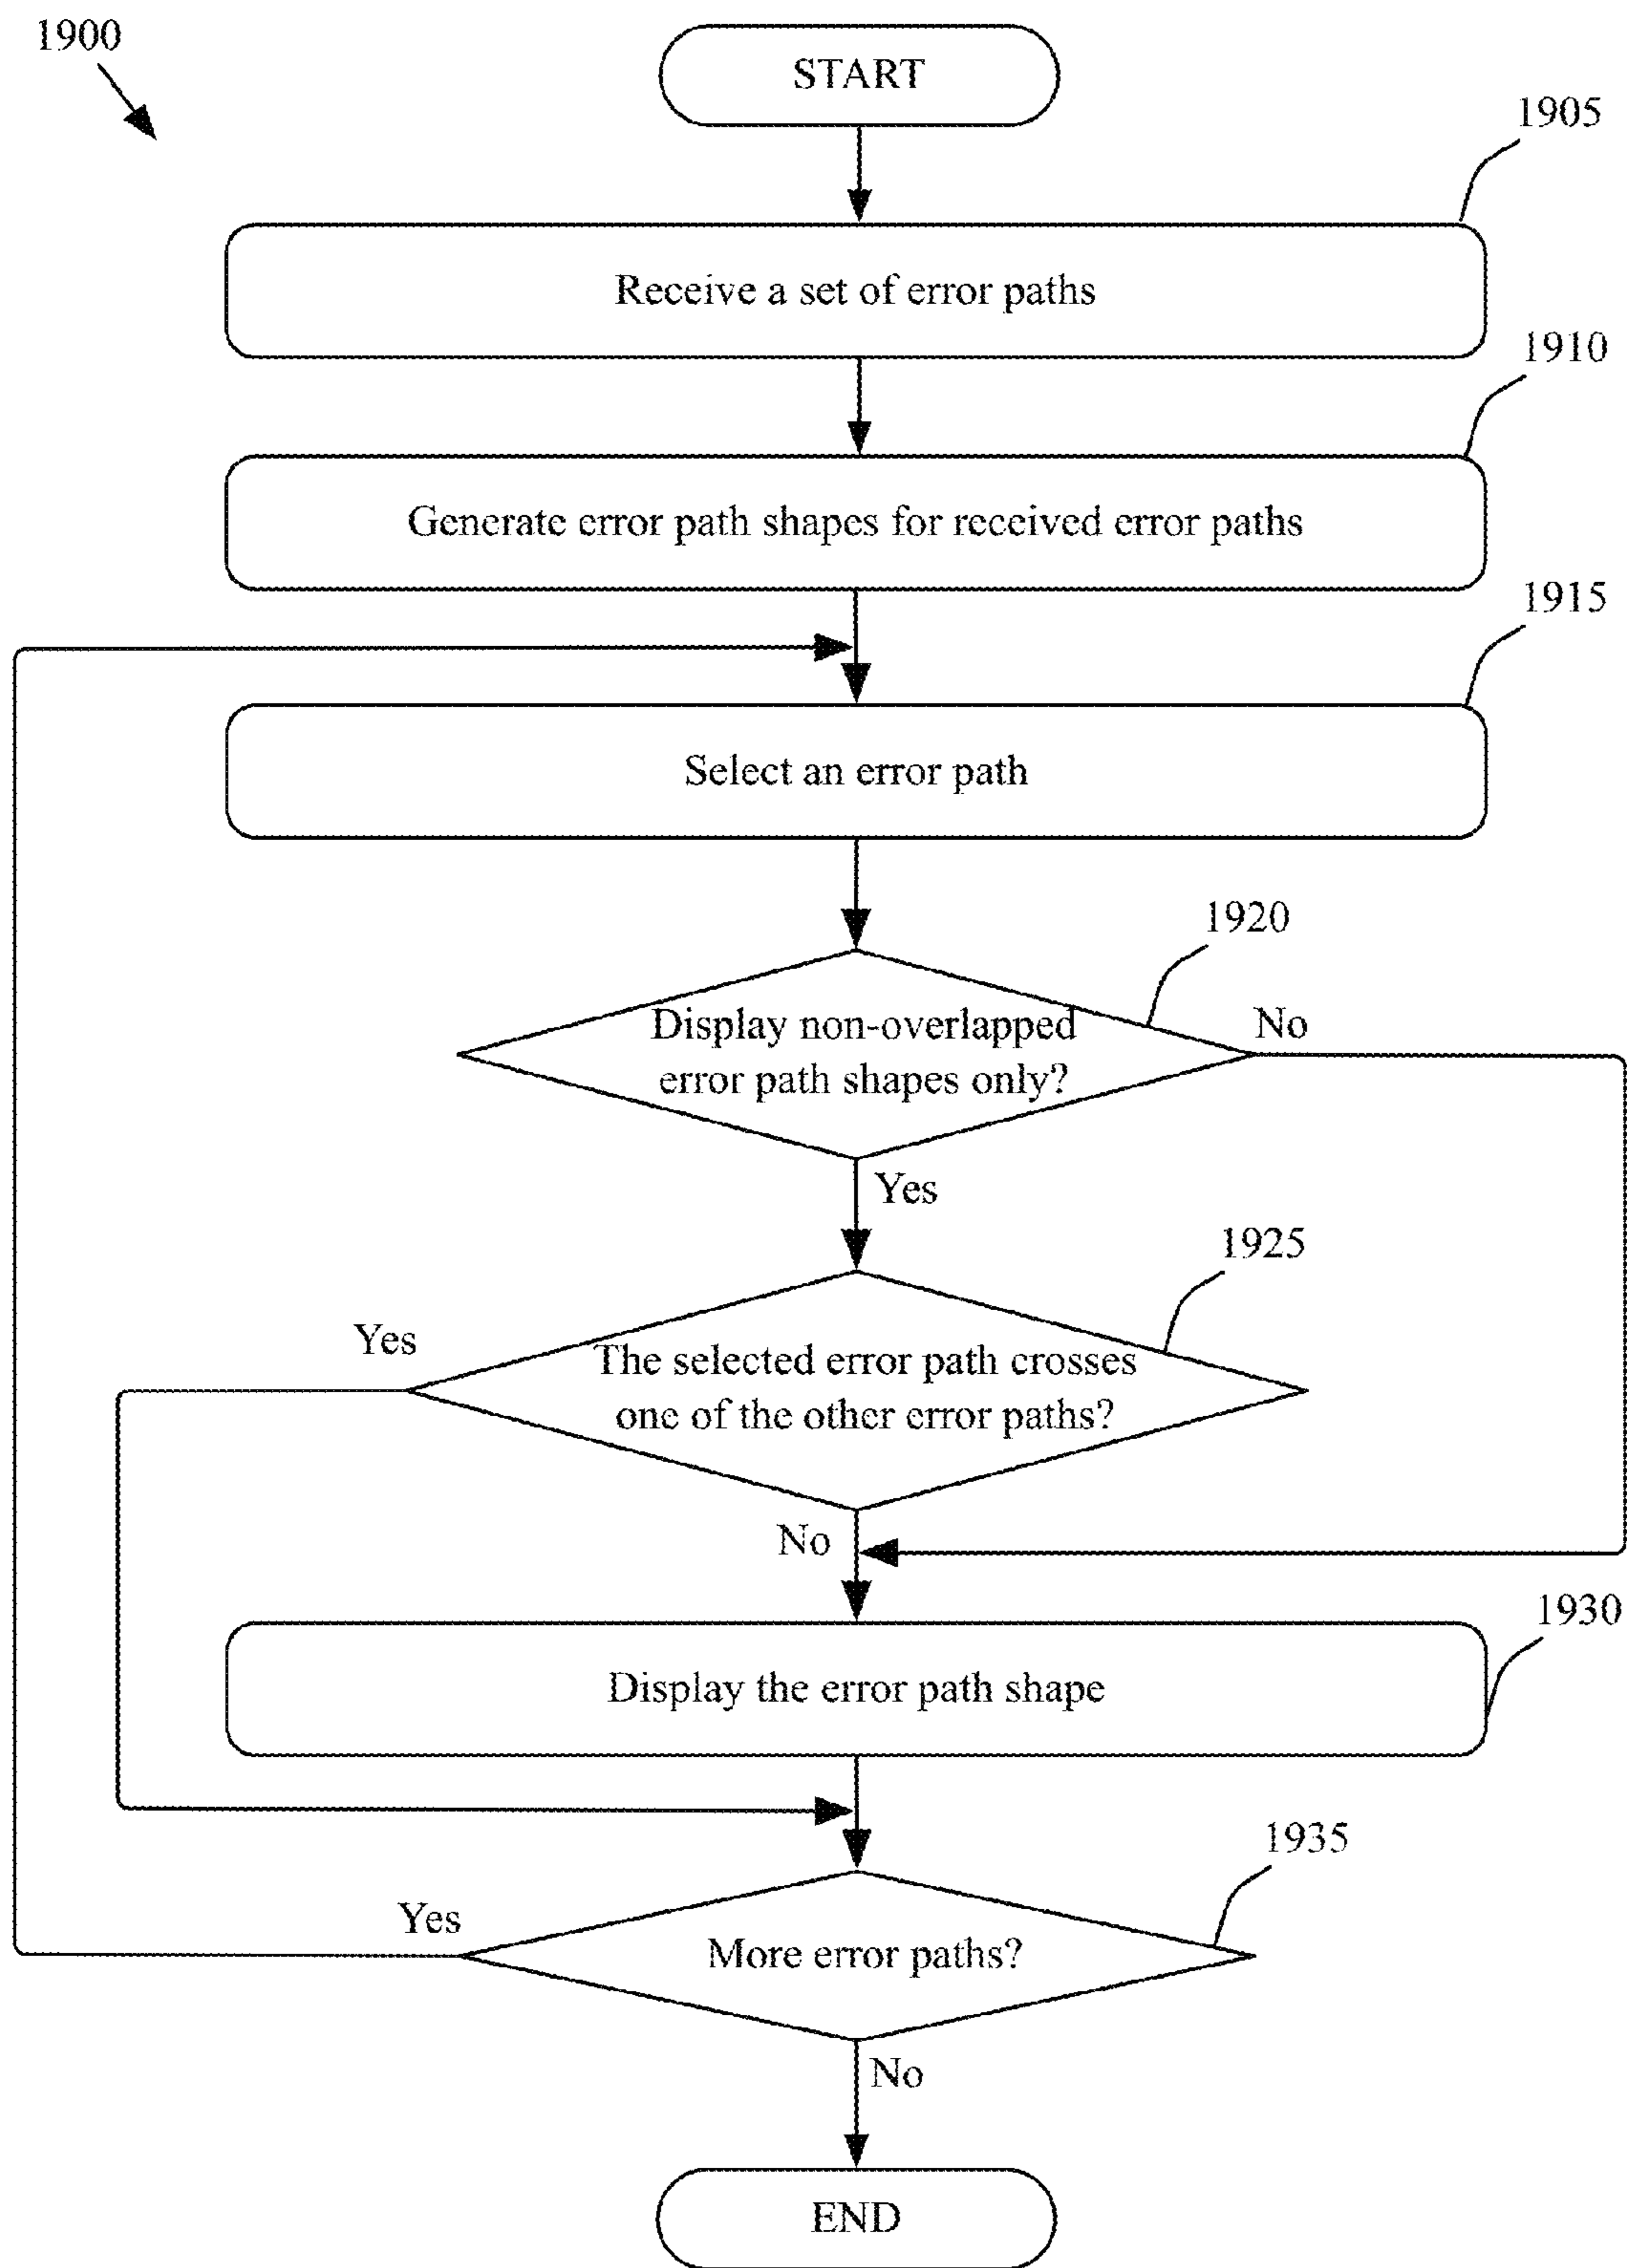 1900
START
1905
Receive a set of error paths
1910
Generate error path shapes for received error paths
1915
Select an error path
1920
Display non-overlapped
error path shapes only?
No
Yes
1925
Yes
The selected error path crosses
one of the other error paths?
No
1930
Display the error path shape
1935
Yes
More error paths?
No
END